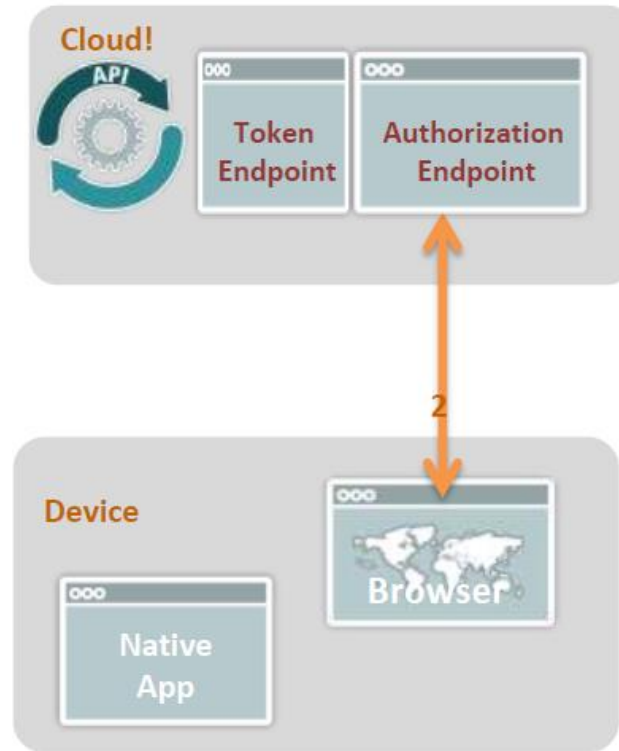 Cloud!
API
Token
Endpoint
Authorization
Endpoint
2
Device
Browser
Native
App